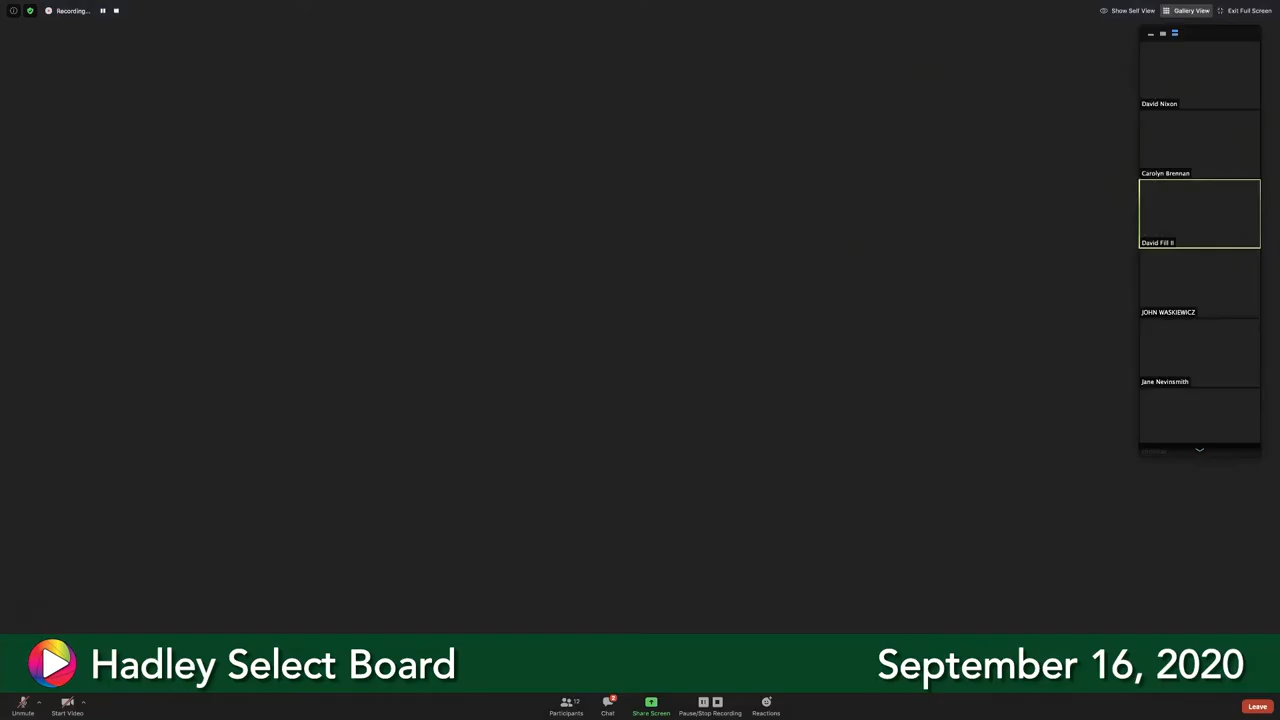 Recording...
Show Self View
Gallery View
Exit Full Screen
David Nixon
Carolyn Brennan
David Fill II
JOHN WASKIEWICZ
Jane Nevinsmith
Hadley Select Board
September 16, 2020
Unmute
Start Video
12
Participants
2
Chat
Share Screen
Pause/Stop Recording
Reactions
Leave